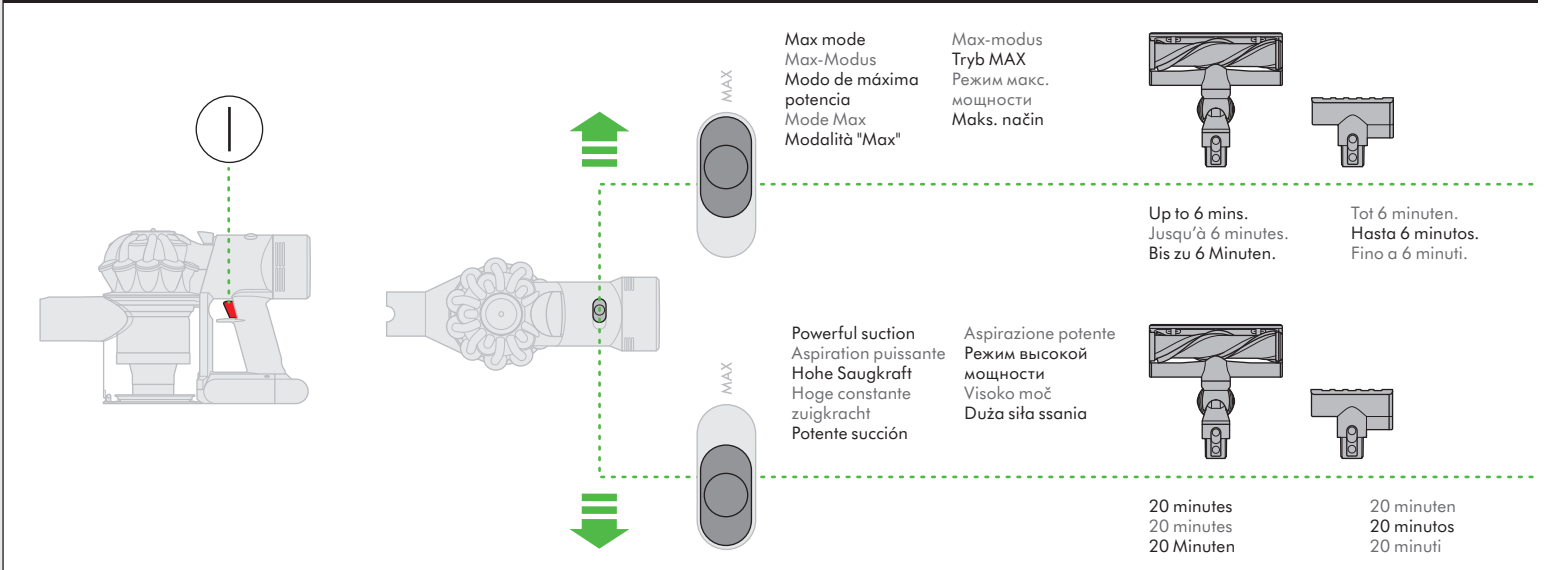 MAX
Max mode
Max-Modus
Modo de máxima
potencia
Mode Max
Modalità "Max"
Max-modus
Tryb MAX
Режим макс.
мощности
Maks. način
Up to 6 mins.
Jusqu’à 6 minutes.
Bis zu 6 Minuten.
Tot 6 minuten.
Hasta 6 minutos.
Fino a 6 minuti.
MAX
Powerful suction
Aspiration puissante
Hohe Saugkraft
Hoge constante
zuigkracht
Potente succión
Aspirazione potente
Режим высокой
мощности
Visoko moč
Duża siła ssania
20 minutes
20 minutes
20 Minuten
20 minuten
20 minutos
20 minuti